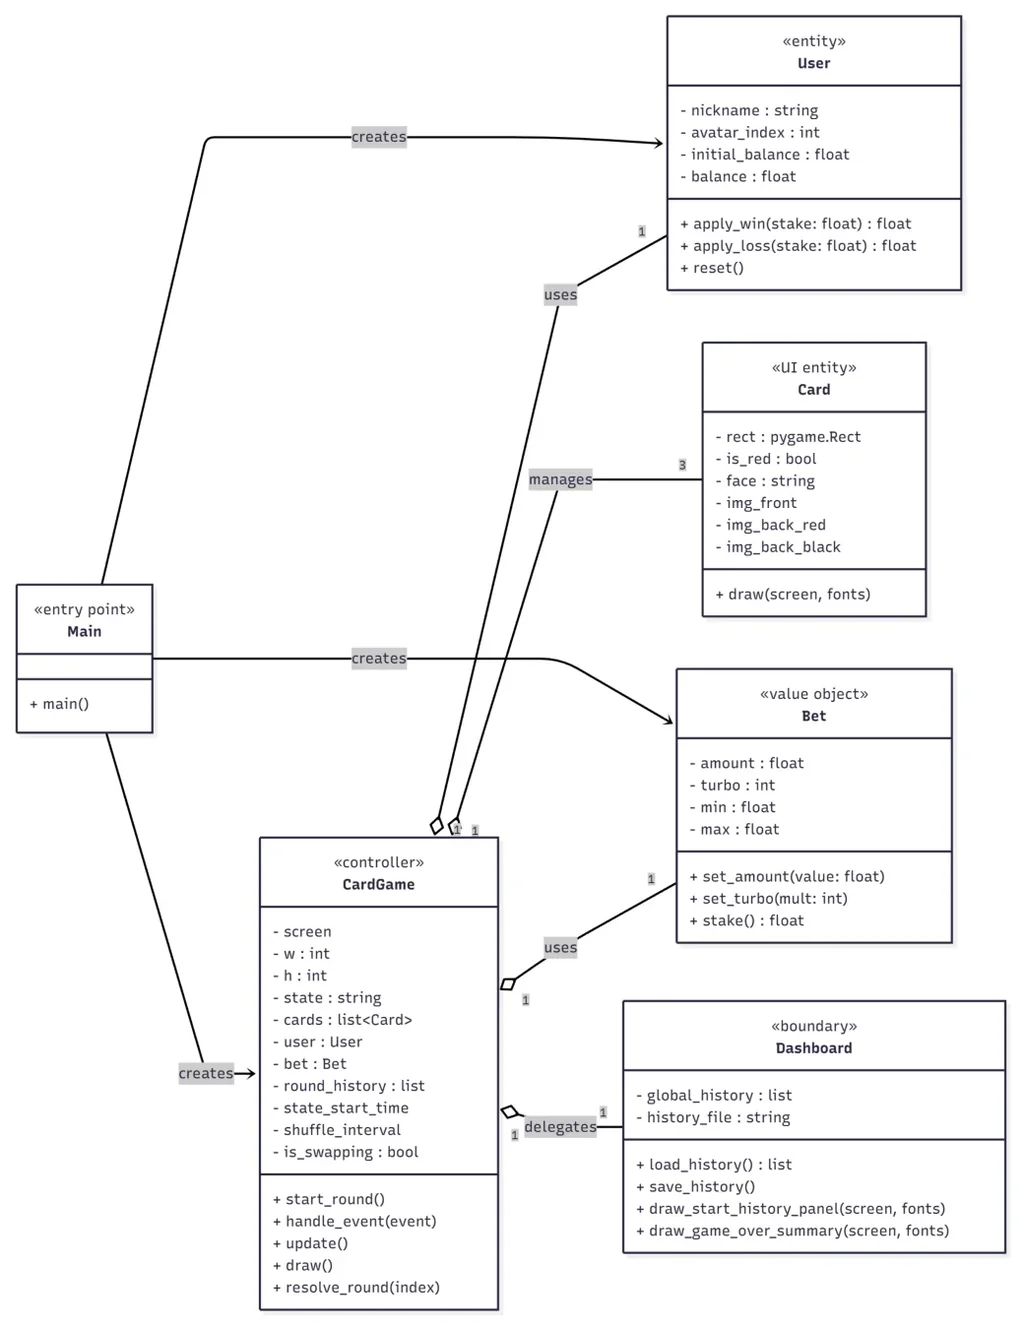 «entity»
User
- nickname : string
- avatar_index : int
- initial_balance : float
- balance : float
+ apply_win(stake: float) : float
+ apply_loss(stake: float) : float
+ reset()
creates
1
uses
«UI entity»
Card
- rect : pygame.Rect
- is_red : bool
- face : string
- img_front
- img_back_red
- img_back_black
+ draw(screen, fonts)
3
manages
«entry point»
Main
+ main()
creates
«value object»
Bet
- amount : float
- turbo : int
- min : float
- max : float
+ set_amount(value: float)
+ set_turbo(mult: int)
+ stake() : float
1
1
«controller»
CardGame
- screen
- w : int
- h : int
- state : string
- cards : list<Card>
- user : User
- bet : Bet
- round_history : list
- state_start_time
- shuffle_interval
- is_swapping : bool
+ start_round()
+ handle_event(event)
+ update()
+ draw()
+ resolve_round(index)
1
uses
1
creates
1
delegates
1
«boundary»
Dashboard
- global_history : list
- history_file : string
+ load_history() : list
+ save_history()
+ draw_start_history_panel(screen, fonts)
+ draw_game_over_summary(screen, fonts)